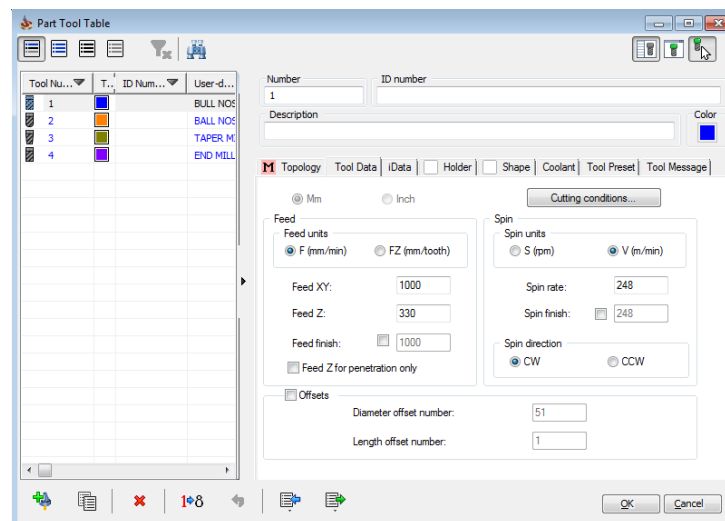 Part Tool Table
Tool Nu... T.. ID Num... User-d...
1 BULL NOS
2 BALL NOS
3 TAPER MI
4 END MILL
Number ID number
1
Description Color
M Topology Tool Data iData Holder Shape Coolant Tool Preset Tool Message
Mm Inch Cutting conditions...
Feed Spin
Feed units Spin units
F (mm/min) FZ (mm/tooth) S (rpm) V (m/min)
Feed XY: 1000 Spin rate: 248
Feed Z: 330 Spin finish: 248
Feed finish: 1000
Spin direction
Feed Z for penetration only CW CCW
Offsets
Diameter offset number: 51
Length offset number: 1
1 8 OK Cancel